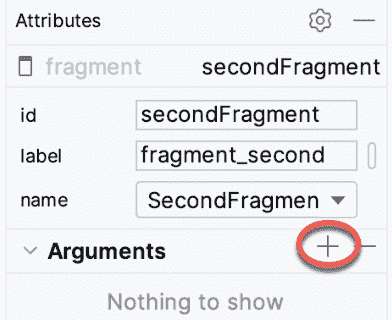 Attributes
fragment secondFragment
id secondFragment
label fragment_second
name SecondFragmen
Arguments
Nothing to show